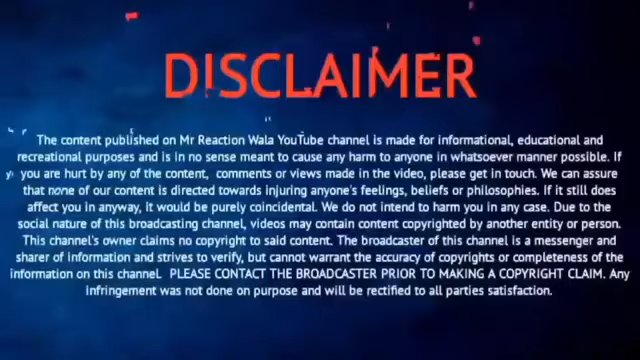 DISCLAIMER
The content published on Mr Reaction Wala YouTube channel is made for informational, educational and
recreational purposes and is in no sense meant to cause any harm to anyone in whatsoever manner possible. If
you are hurt by any of the content, comments or views made in the video, please get in touch. We can assure
that none of our content is directed towards injuring anyone's feelings, beliefs or philosophies. If it still does
affect you in anyway, it would be purely coincidental. We do not intend to harm you in any case. Due to the
social nature of this broadcasting channel, videos may contain content copyrighted by another entity or person.
This channel's owner claims no copyright to said content. The broadcaster of this channel is a messenger and
sharer of information and strives to verify, but cannot warrant the accuracy of copyrights or completeness of the
information on this channel. PLEASE CONTACT THE BROADCASTER PRIOR TO MAKING A COPYRIGHT CLAIM. Any
infringement was not done on purpose and will be rectified to all parties satisfaction.